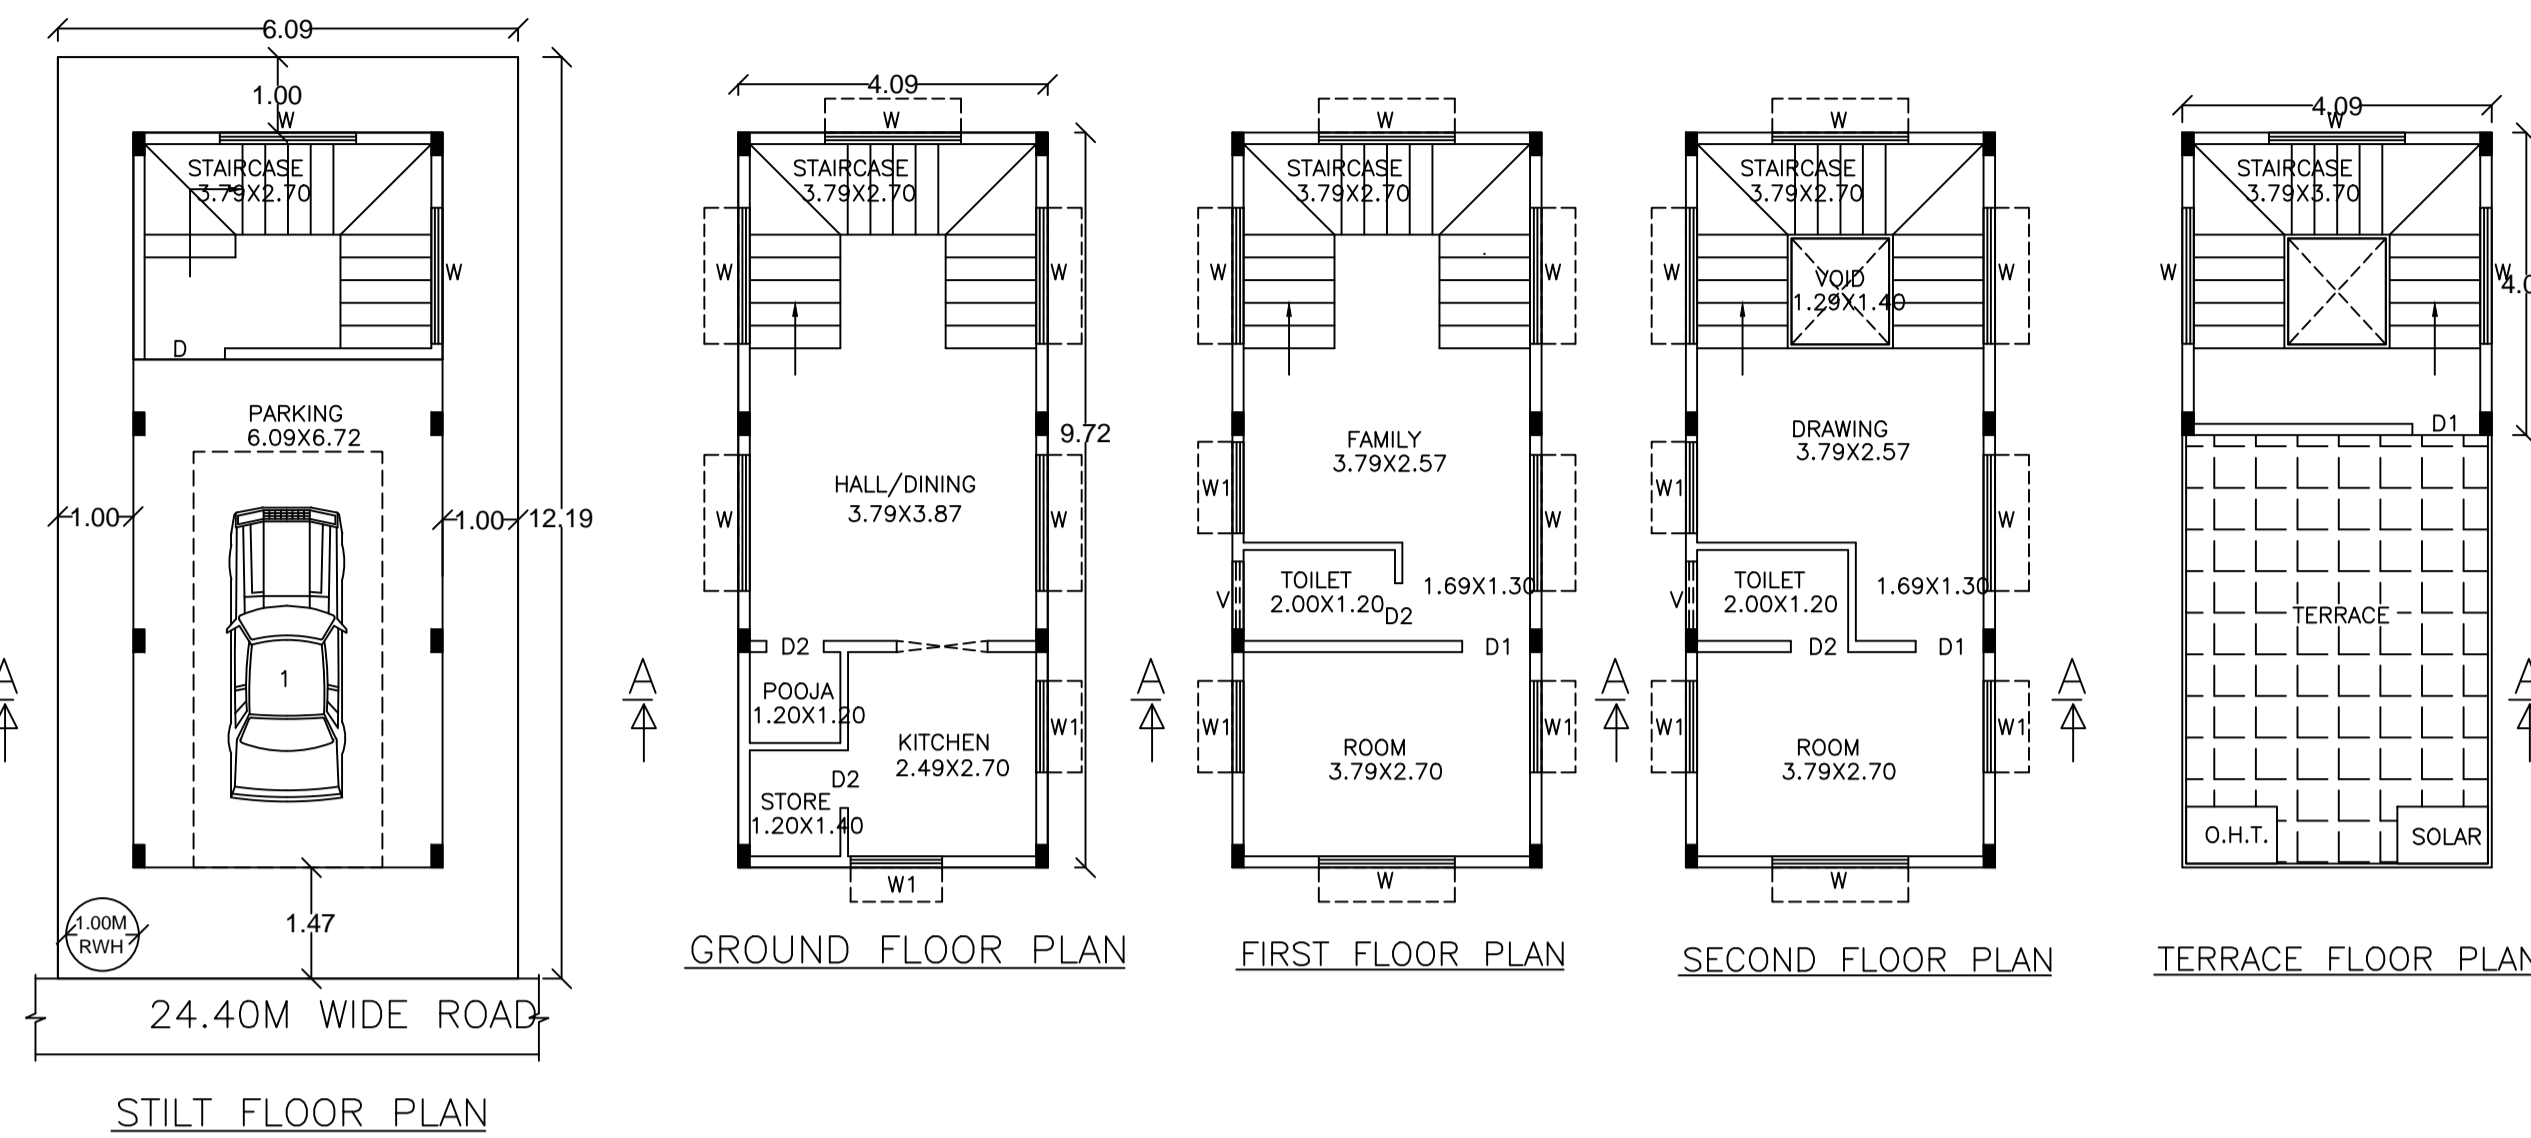 6.09
1.00
W
STAIRCASE
3.79X2.70
W
D
PARKING
6.09X6.72
1.00
1.00
12.19
1
A
1.47
1.00M
RWH
24.40M WIDE ROAD
STILT FLOOR PLAN
4.09
W
STAIRCASE
3.79X2.70
W
W
9.72
HALL/DINING
3.79X3.87
W
W
D2
POOJA
1.20X1.20
KITCHEN
2.49X2.70
W1
D2
STORE
1.20X1.40
W1
A
GROUND FLOOR PLAN
W
STAIRCASE
3.79X2.70
W
W
FAMILY
3.79X2.57
W1
W
TOILET
2.00X1.20
1.69X1.30
V
D2
D1
W1
W1
ROOM
3.79X2.70
W
A
FIRST FLOOR PLAN
W
STAIRCASE
3.79X2.70
W
W
VOID
1.29X1.40
DRAWING
3.79X2.57
W1
W
TOILET
2.00X1.20
1.69X1.30
V
D2
D1
W1
W1
ROOM
3.79X2.70
W
A
SECOND FLOOR PLAN
4.09
W
STAIRCASE
3.79X3.70
W
W
4.0
D1
TERRACE
O.H.T.
SOLAR
A
A
TERRACE FLOOR PLAN